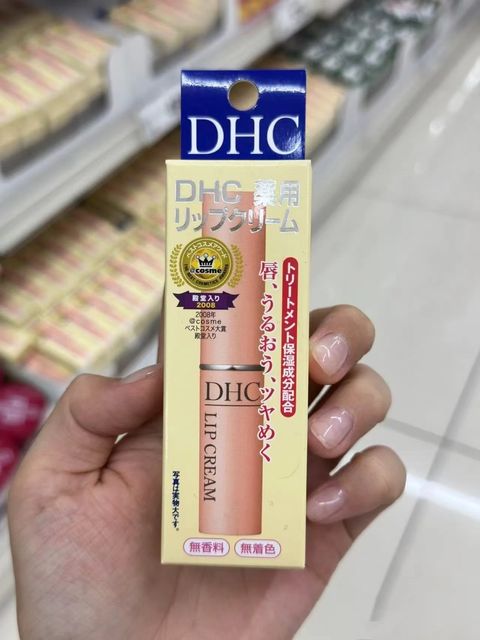 DHC
DHC 薬用
リップクリーム
ベストコスメアワード
@cosme
殿堂入り
2008
2008年
@cosme
ベストコスメ大賞
殿堂入り
トリートメント保湿成分配合
唇、うるおう、ツヤめく
DHC
LIP CREAM
写真は実物大です。
無香料
無着色